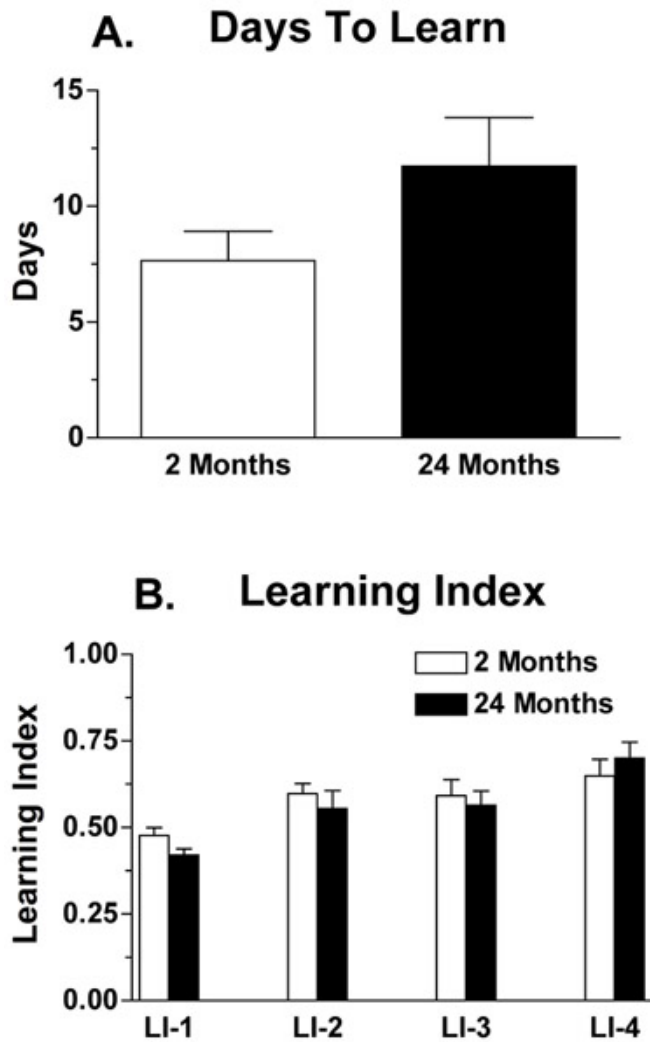 A. Days To Learn
15
10
5
0
Days
2 Months 24 Months
B. Learning Index
1.00
0.75
0.50
0.25
0.00
Learning Index
2 Months
24 Months
LI-1 LI-2 LI-3 LI-4